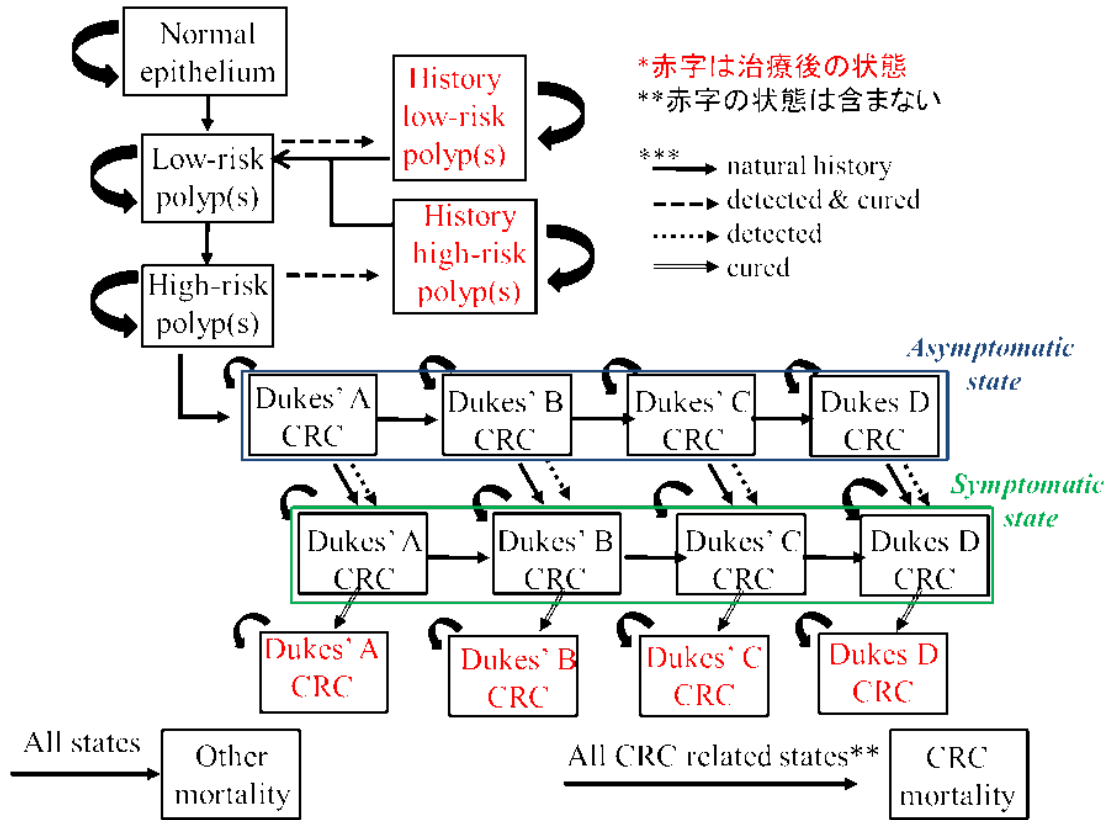 Normal
epithelium
History
low-risk
polyp(s)
*赤字は治療後の状態
**赤字の状態は含まない
Low-risk
polyp(s)
***
natural history
detected & cured
detected
cured
History
high-risk
polyp(s)
High-risk
polyp(s)
Asymptomatic
state
Dukes' A
CRC
Dukes' B
CRC
Dukes' C
CRC
Dukes D
CRC
Symptomatic
state
Dukes' A
CRC
Dukes' B
CRC
Dukes' C
CRC
Dukes D
CRC
Dukes' A
CRC
Dukes' B
CRC
Dukes' C
CRC
Dukes D
CRC
All states
Other
mortality
All CRC related states**
CRC
mortality